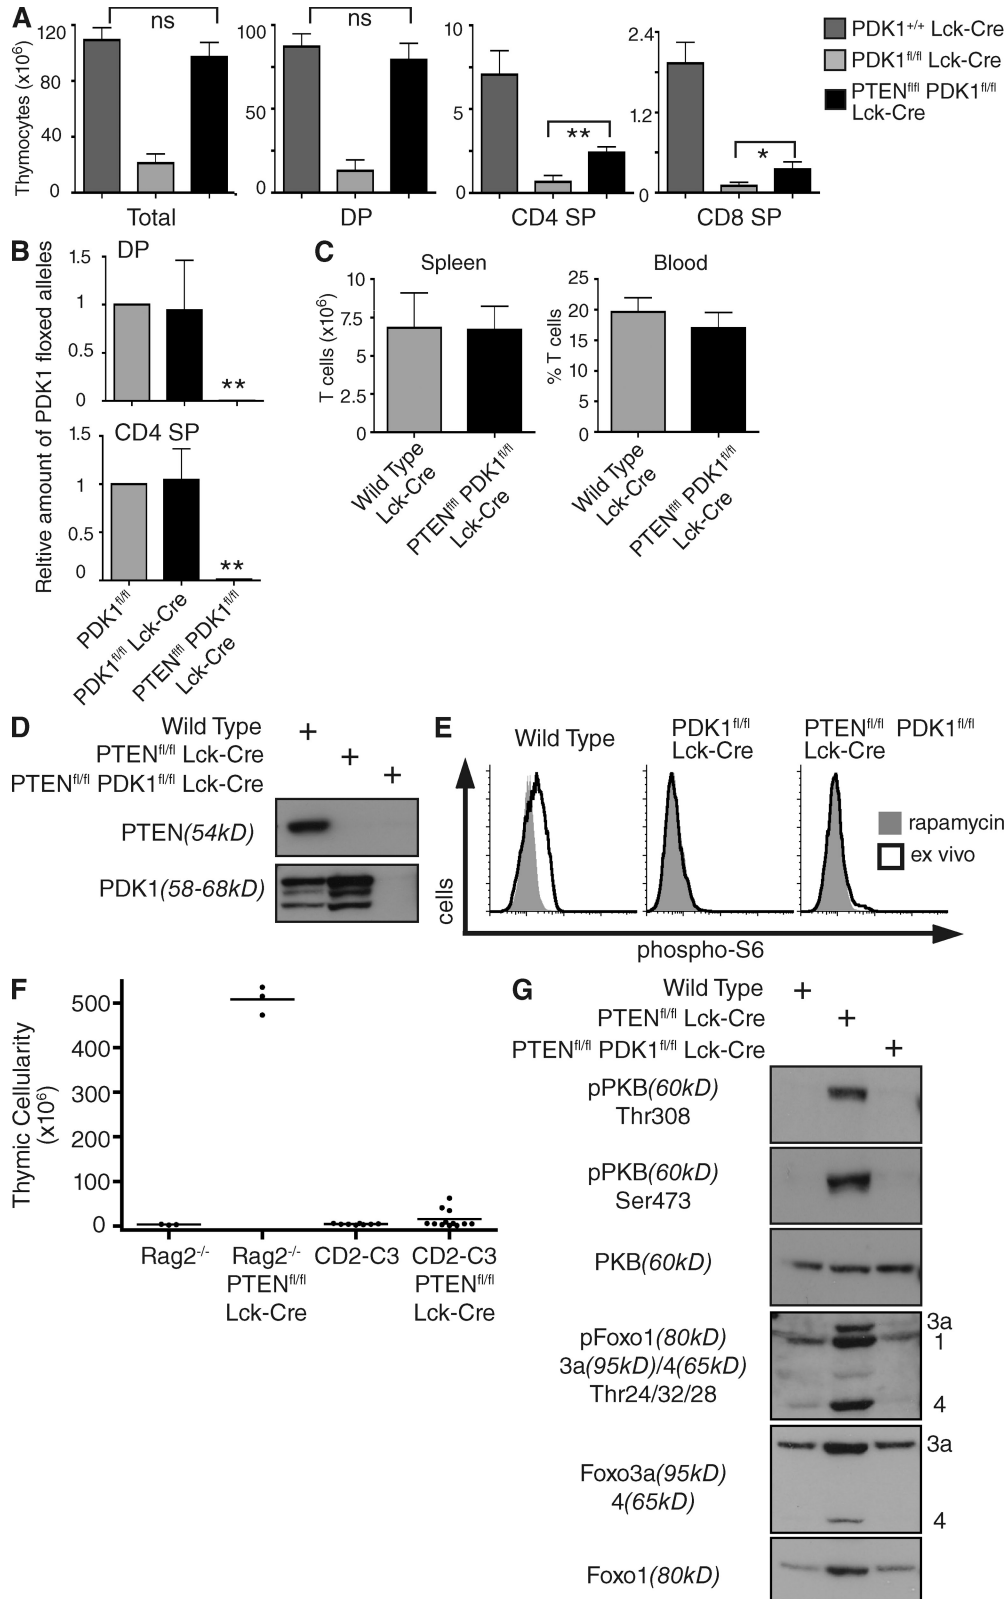 A
ns
ns
Thymocytes (x10⁶)
120
80
40
0
Total
100
50
0
DP
10
5
0
**
CD4 SP
2.4
1.2
0
*
CD8 SP
PDK1+/+ Lck-Cre
PDK1fl/fl Lck-Cre
PTENfl/fl PDK1fl/fl
Lck-Cre
B
Reltive amount of PDK1 floxed alleles
DP
1.5
1
0.5
0
**
CD4 SP
1.5
1
0.5
0
**
PDK1fl/fl
PDK1fl/fl Lck-Cre
PTENfl/fl PDK1fl/fl
Lck-Cre
C
Spleen
T cells (x10⁶)
10
7.5
5
2.5
0
Wild Type
Lck-Cre
PTENfl/fl PDK1fl/fl
Lck-Cre
Blood
% T cells
25
20
15
10
5
0
Wild Type
Lck-Cre
PTENfl/fl PDK1fl/fl
Lck-Cre
D
Wild Type +
PTENfl/fl Lck-Cre +
PTENfl/fl PDK1fl/fl Lck-Cre +
PTEN(54kD)
PDK1(58-68kD)
E
Wild Type
PDK1fl/fl
Lck-Cre
PTENfl/fl PDK1fl/fl
Lck-Cre
cells
phospho-S6
rapamycin
ex vivo
F
Thymic Cellularity
(x10⁶)
500
400
300
200
100
0
Rag2-/-
Rag2-/-
PTENfl/fl
Lck-Cre
CD2-C3
CD2-C3
PTENfl/fl
Lck-Cre
G
Wild Type +
PTENfl/fl Lck-Cre +
PTENfl/fl PDK1fl/fl Lck-Cre +
pPKB(60kD)
Thr308
pPKB(60kD)
Ser473
PKB(60kD)
pFoxo1(80kD)
3a(95kD)/4(65kD)
Thr24/32/28
3a
1
4
Foxo3a(95kD)
4(65kD)
3a
4
Foxo1(80kD)